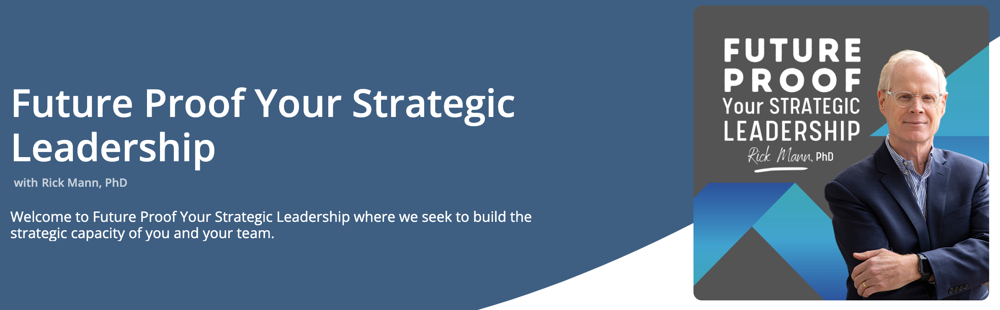 Future Proof Your Strategic
Leadership
with Rick Mann, PhD
Welcome to Future Proof Your Strategic Leadership where we seek to build the
strategic capacity of you and your team.
FUTURE
PROOF
Your STRATEGIC
LEADERSHIP
Rick Mann, PhD